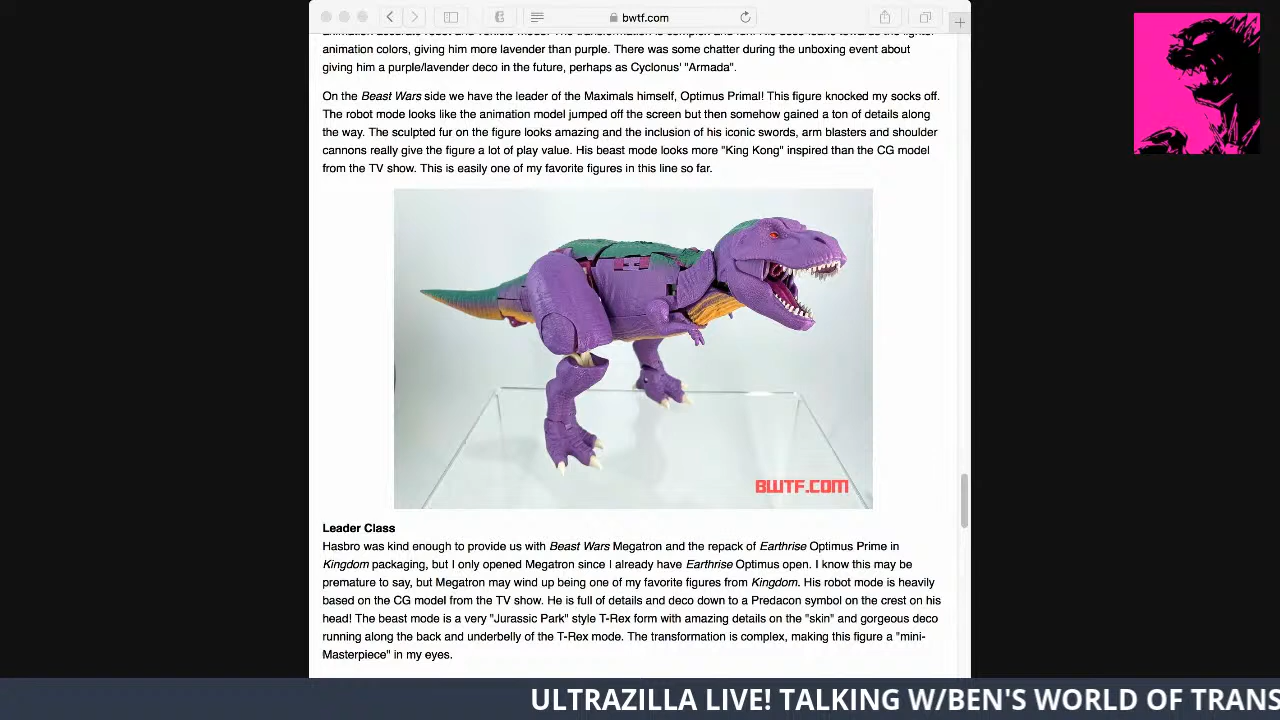 bwtf.com
animation colors, giving him more lavender than purple. There was some chatter during the unboxing event about
giving him a purple/lavender deco in the future, perhaps as Cyclonus' "Armada".
On the Beast Wars side we have the leader of the Maximals himself, Optimus Primal! This figure knocked my socks off.
The robot mode looks like the animation model jumped off the screen but then somehow gained a ton of details along
the way. The sculpted fur on the figure looks amazing and the inclusion of his iconic swords, arm blasters and shoulder
cannons really give the figure a lot of play value. His beast mode looks more "King Kong" inspired than the CG model
from the TV show. This is easily one of my favorite figures in this line so far.
BWTF.COM
Leader Class
Hasbro was kind enough to provide us with Beast Wars Megatron and the repack of Earthrise Optimus Prime in
Kingdom packaging, but I only opened Megatron since I already have Earthrise Optimus open. I know this may be
premature to say, but Megatron may wind up being one of my favorite figures from Kingdom. His robot mode is heavily
based on the CG model from the TV show. He is full of details and deco down to a Predacon symbol on the crest on his
head! The beast mode is a very "Jurassic Park" style T-Rex form with amazing details on the "skin" and gorgeous deco
running along the back and underbelly of the T-Rex mode. The transformation is complex, making this figure a "mini-
Masterpiece" in my eyes.
ULTRAZILLA LIVE! TALKING W/BEN'S WORLD OF TRANS